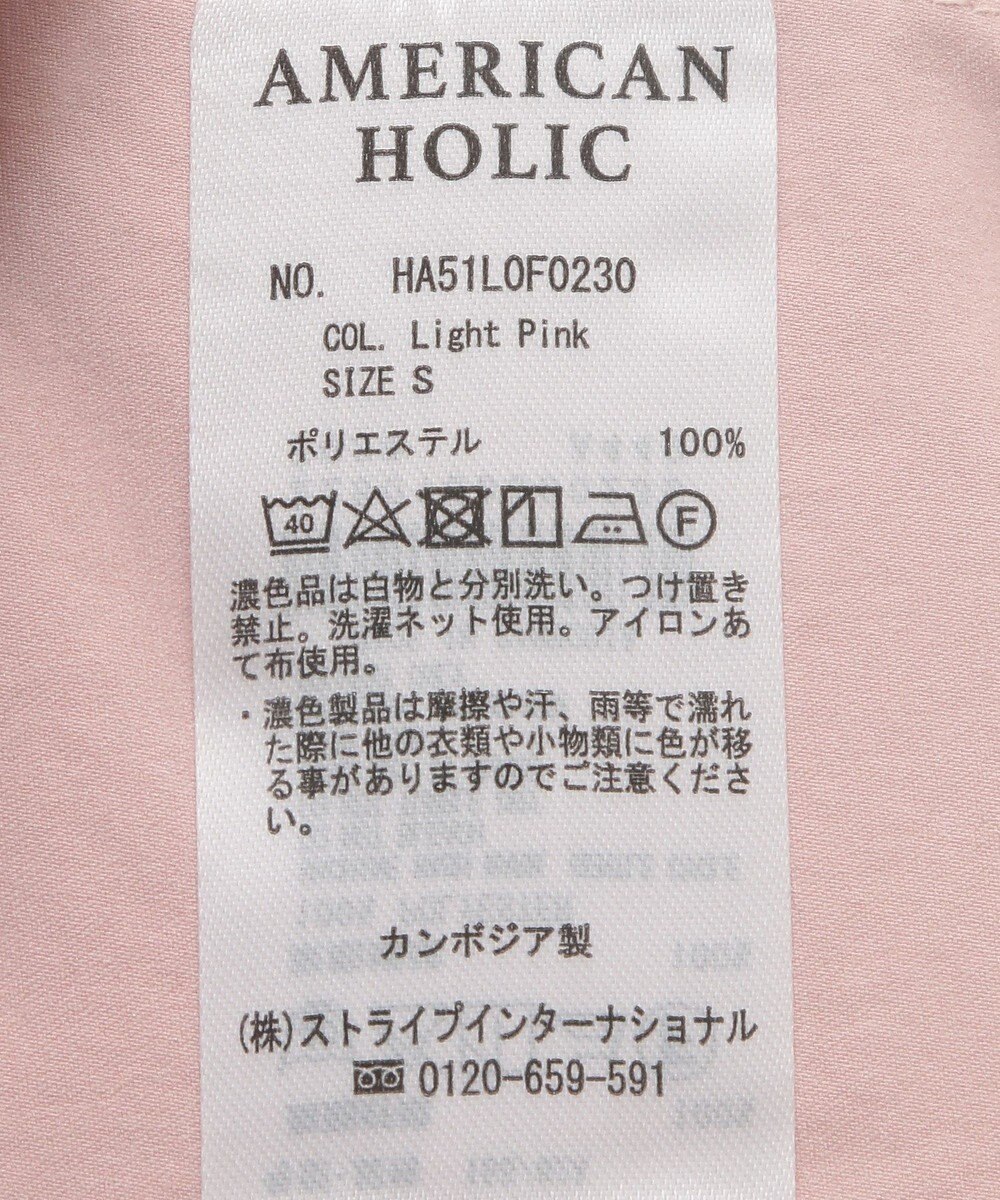 AMERICAN
HOLIC
NO. HA51L0F0230
COL. Light Pink
SIZE S
ポリエステル 100%
40 F
濃色品は白物と分別洗い。つけ置き
禁止。洗濯ネット使用。アイロンあ
て布使用。
・濃色製品は摩擦や汗、雨等で濡れ
た際に他の衣類や小物類に色が移
る事がありますのでご注意くださ
い。
カンボジア製
(株)ストライプインターナショナル
0120-659-591